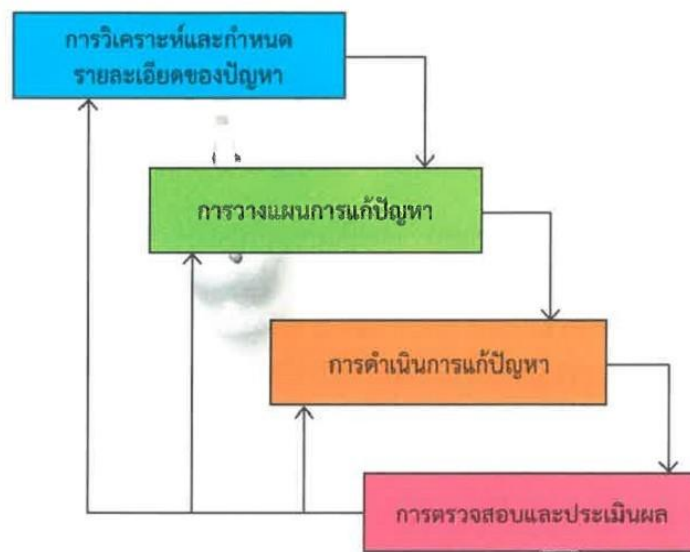 การวิเคราะห์และกำหนด
รายละเอียดของปัญหา
การวางแผนการแก้ปัญหา
การดำเนินการแก้ปัญหา
การตรวจสอบและประเมินผล